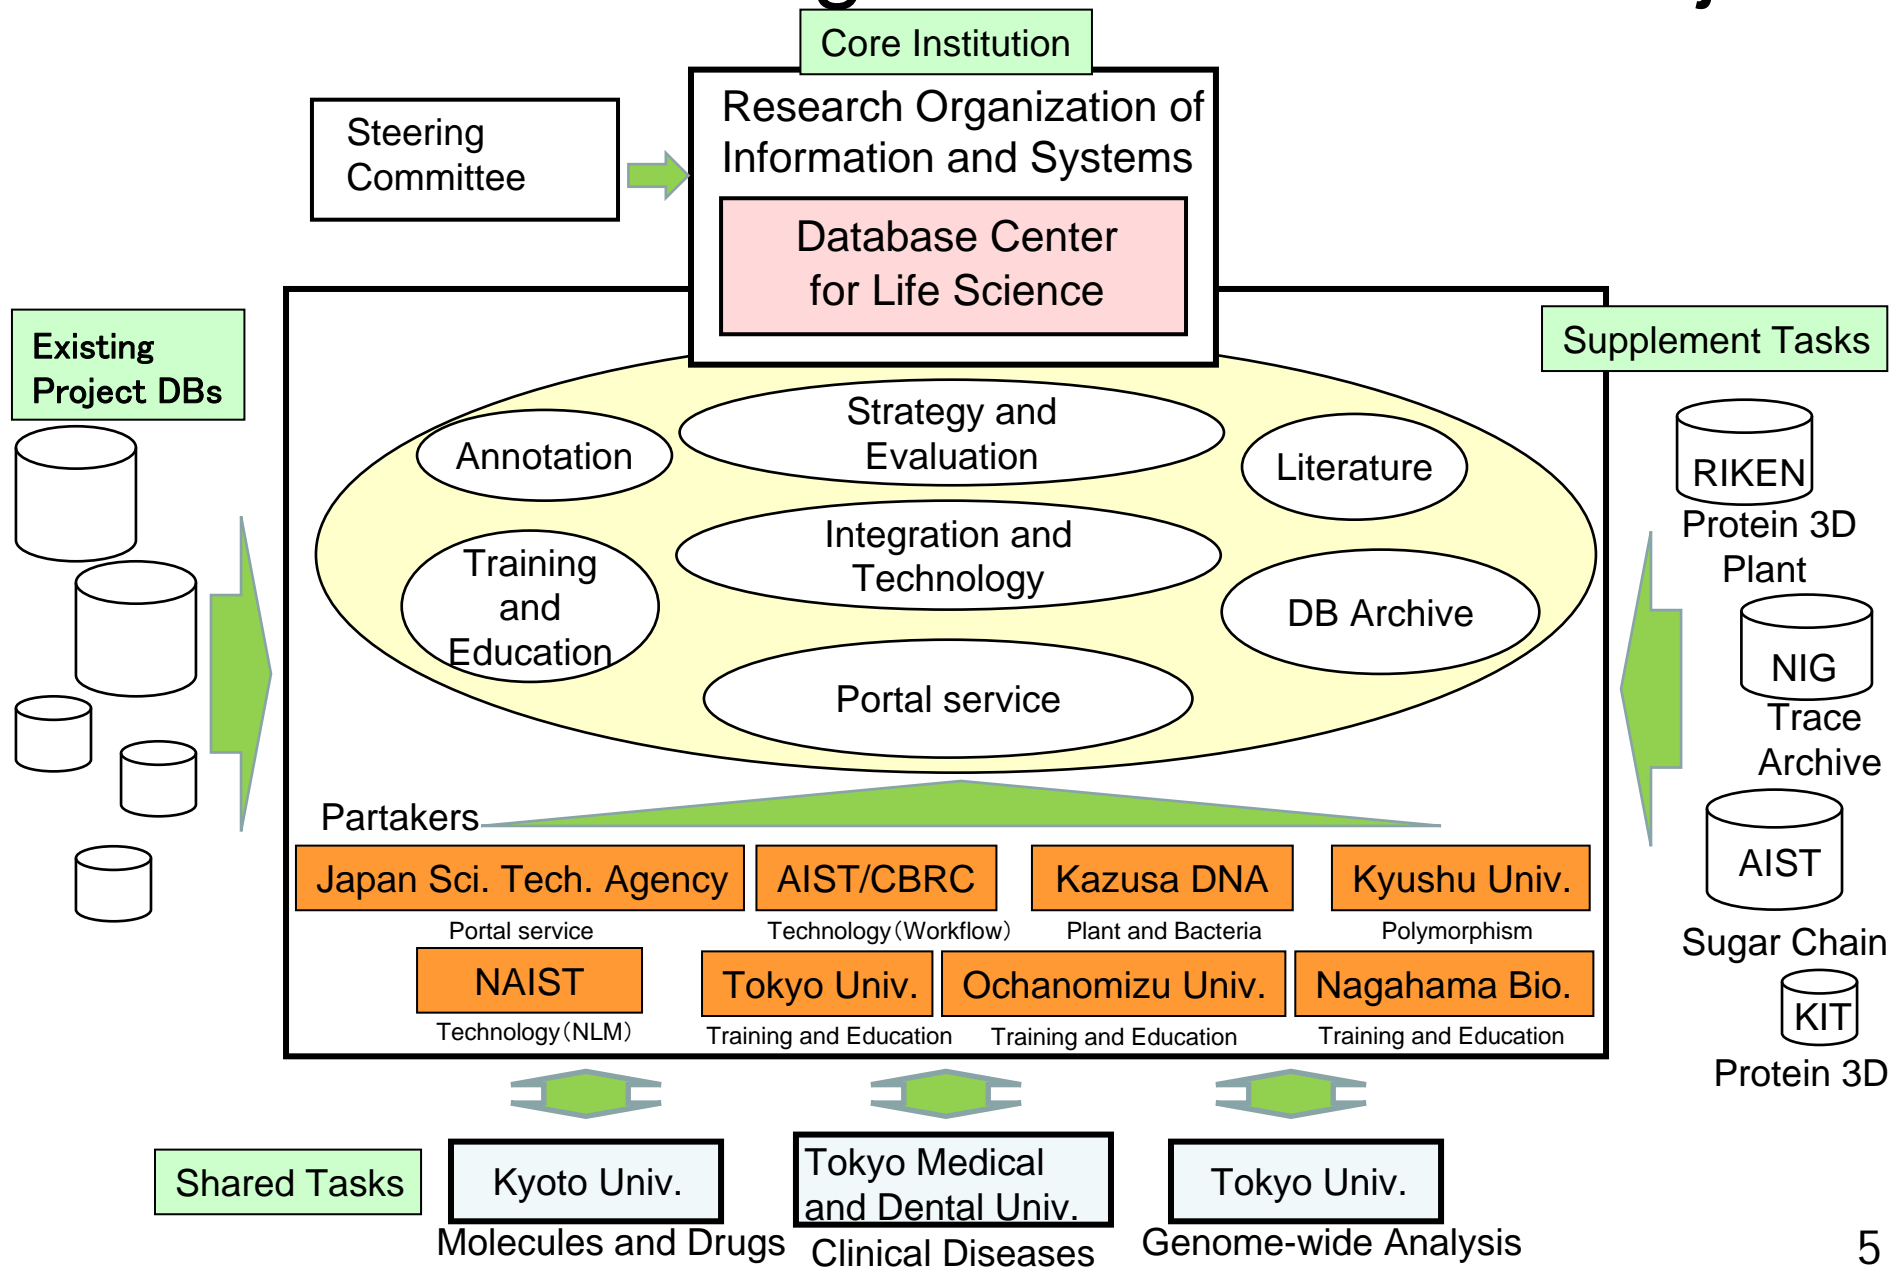 Core Institution
Research Organization of
Information and Systems
Steering
Committee
Database Center
for Life Science
Existing
Project DBs
Supplement Tasks
Strategy and
Evaluation
Annotation
Literature
Integration and
Technology
Training
and
Education
DB Archive
Portal service
RIKEN
Protein 3D
Plant
NIG
Trace
Archive
AIST
Sugar Chain
KIT
Protein 3D
Partakers
Japan Sci. Tech. Agency
AIST/CBRC
Kazusa DNA
Kyushu Univ.
Portal service
Technology(Workflow)
Plant and Bacteria
Polymorphism
NAIST
Tokyo Univ.
Ochanomizu Univ.
Nagahama Bio.
Technology(NLM)
Training and Education
Training and Education
Training and Education
Shared Tasks
Kyoto Univ.
Molecules and Drugs
Tokyo Medical
and Dental Univ.
Clinical Diseases
Tokyo Univ.
Genome-wide Analysis
5